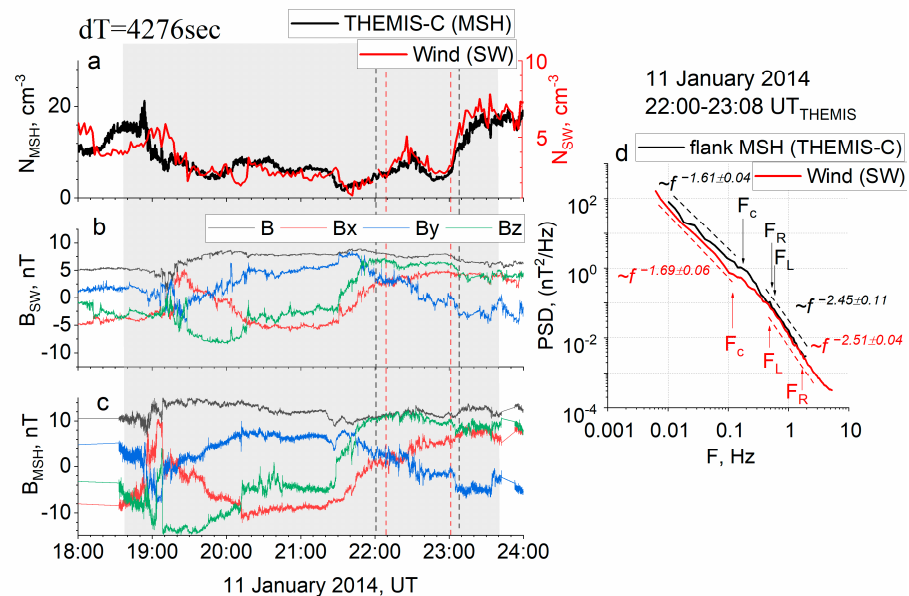 dT=4276sec
THEMIS-C (MSH)
Wind (SW)
a
N_MSH, cm^-3
20
0
10
5
0
N_SW, cm^-3
b
B Bx By Bz
B_SW, nT
10
5
0
-5
-10
c
B_MSH, nT
10
0
-10
18:00 19:00 20:00 21:00 22:00 23:00 24:00
11 January 2014, UT
11 January 2014
22:00-23:08 UT_THEMIS
d
flank MSH (THEMIS-C)
Wind (SW)
~f^-1.61±0.04
F_c
F_R
F_L
~f^-1.69±0.06
~f^-2.45±0.11
F_c
F_L
F_R
~f^-2.51±0.04
PSD, (nT^2/Hz)
10^2
10^0
10^-2
10^-4
0.001 0.01 0.1 1 10
F, Hz